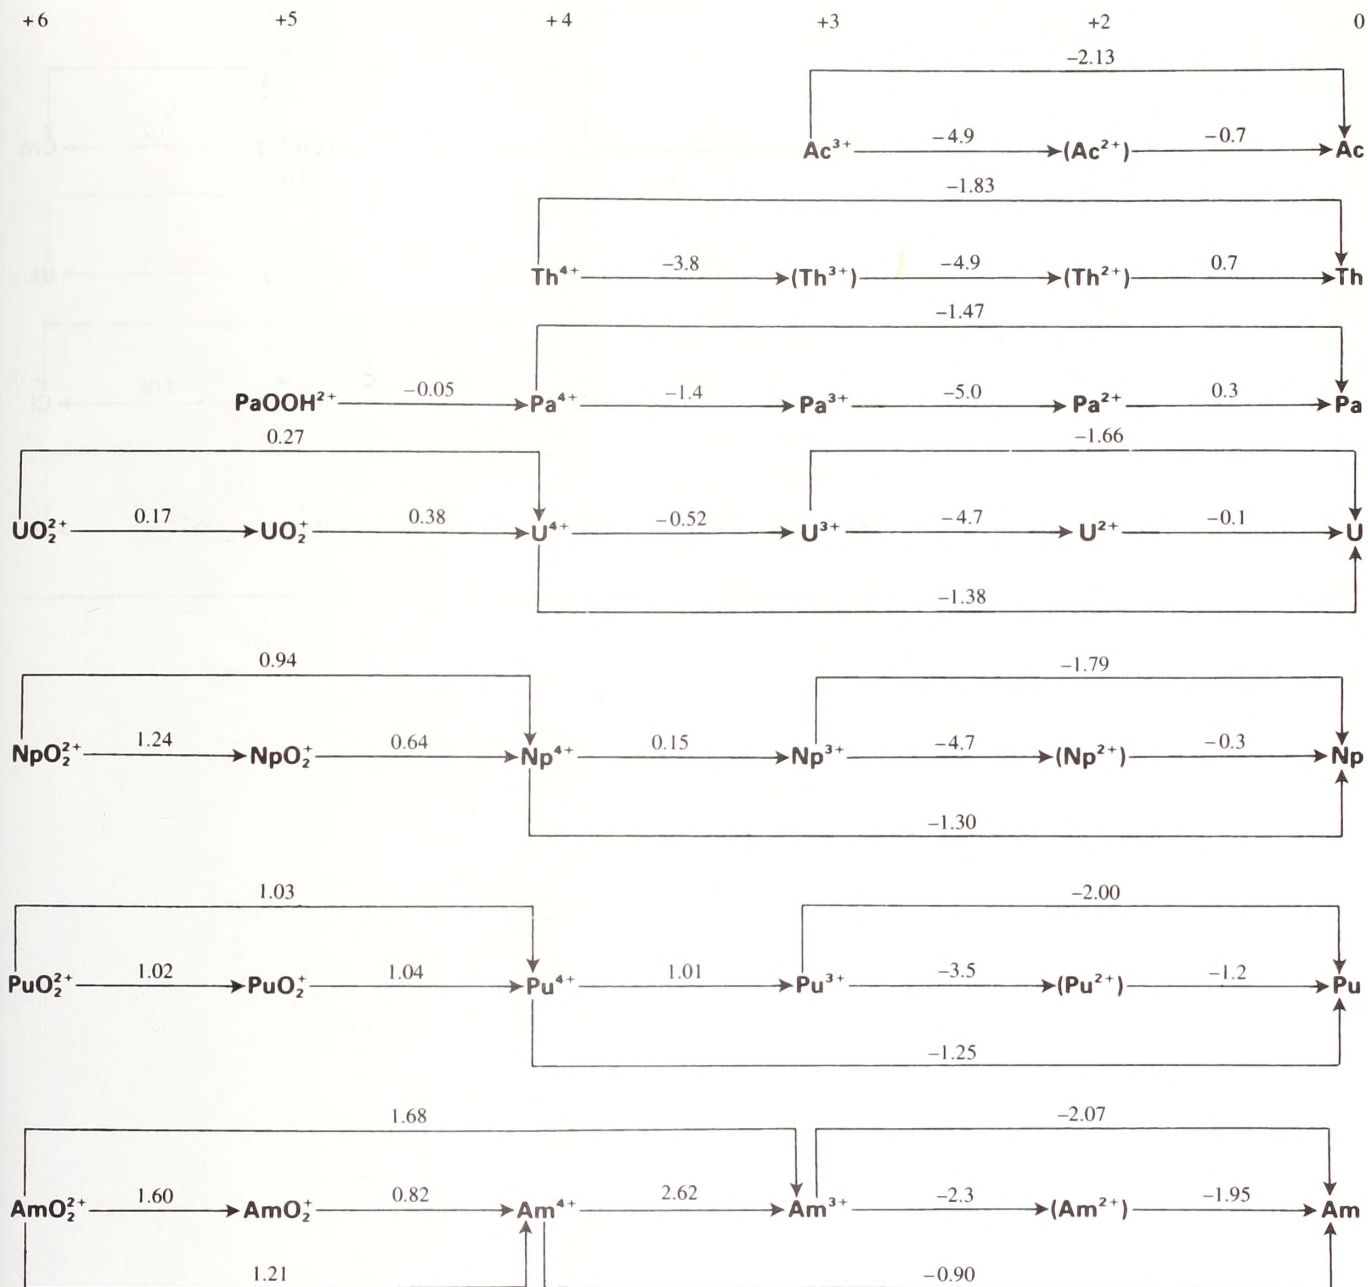 +6 +5 +4 +3 +2 0
−2.13
Ac³⁺ −4.9 (Ac²⁺) −0.7 Ac
−1.83
Th⁴⁺ −3.8 (Th³⁺) −4.9 (Th²⁺) 0.7 Th
−1.47
PaOOH²⁺ −0.05 Pa⁴⁺ −1.4 Pa³⁺ −5.0 Pa²⁺ 0.3 Pa
0.27 −1.66
UO₂²⁺ 0.17 UO₂⁺ 0.38 U⁴⁺ −0.52 U³⁺ −4.7 U²⁺ −0.1 U
−1.38
0.94 −1.79
NpO₂²⁺ 1.24 NpO₂⁺ 0.64 Np⁴⁺ 0.15 Np³⁺ −4.7 (Np²⁺) −0.3 Np
−1.30
1.03 −2.00
PuO₂²⁺ 1.02 PuO₂⁺ 1.04 Pu⁴⁺ 1.01 Pu³⁺ −3.5 (Pu²⁺) −1.2 Pu
−1.25
1.68 −2.07
AmO₂²⁺ 1.60 AmO₂⁺ 0.82 Am⁴⁺ 2.62 Am³⁺ −2.3 (Am²⁺) −1.95 Am
1.21 −0.90